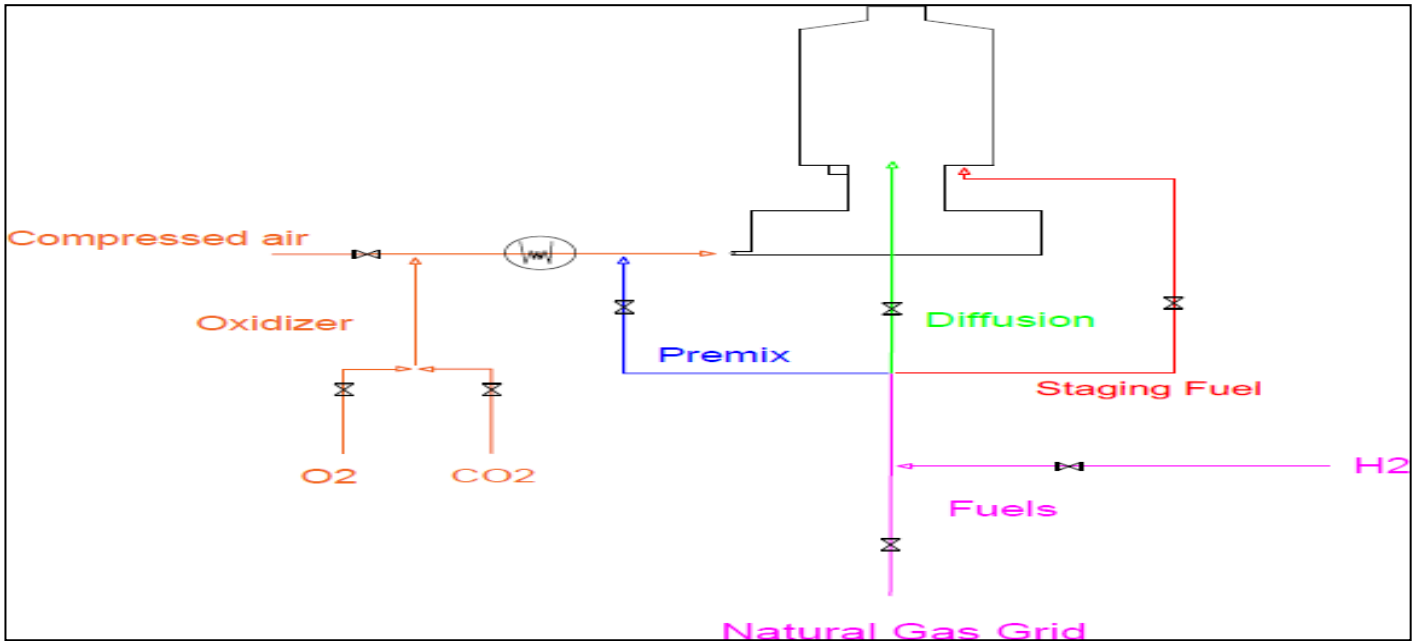 Compressed air
Oxidizer
Diffusion
Premix
Staging Fuel
O2
CO2
H2
Fuels
Natural Gas Grid